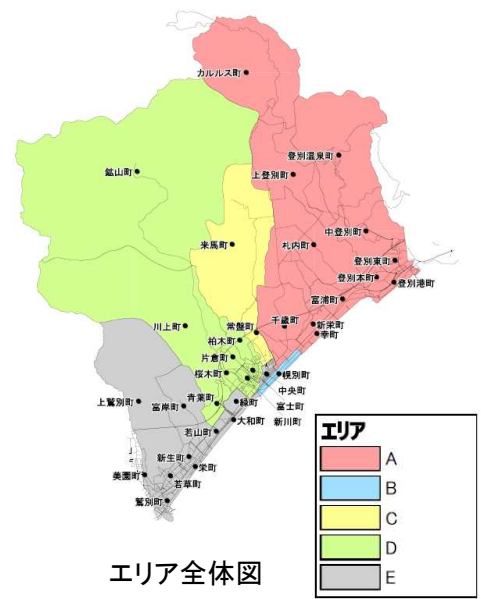 カルルス町
登別温泉町
上登別町
鉱山町
中登別町
来馬町
札内町
登別東町
登別本町
登別港町
富浦町
千歳町
新栄町
幸町
川上町
常盤町
柏木町
片倉町
桜木町
幌別町
中央町
富士町
新川町
上鷲別町
富岸町
青葉町
緑町
大和町
若山町
新生町
栄町
美園町
若草町
鷲別町
エリア
A
B
C
D
E
エリア全体図